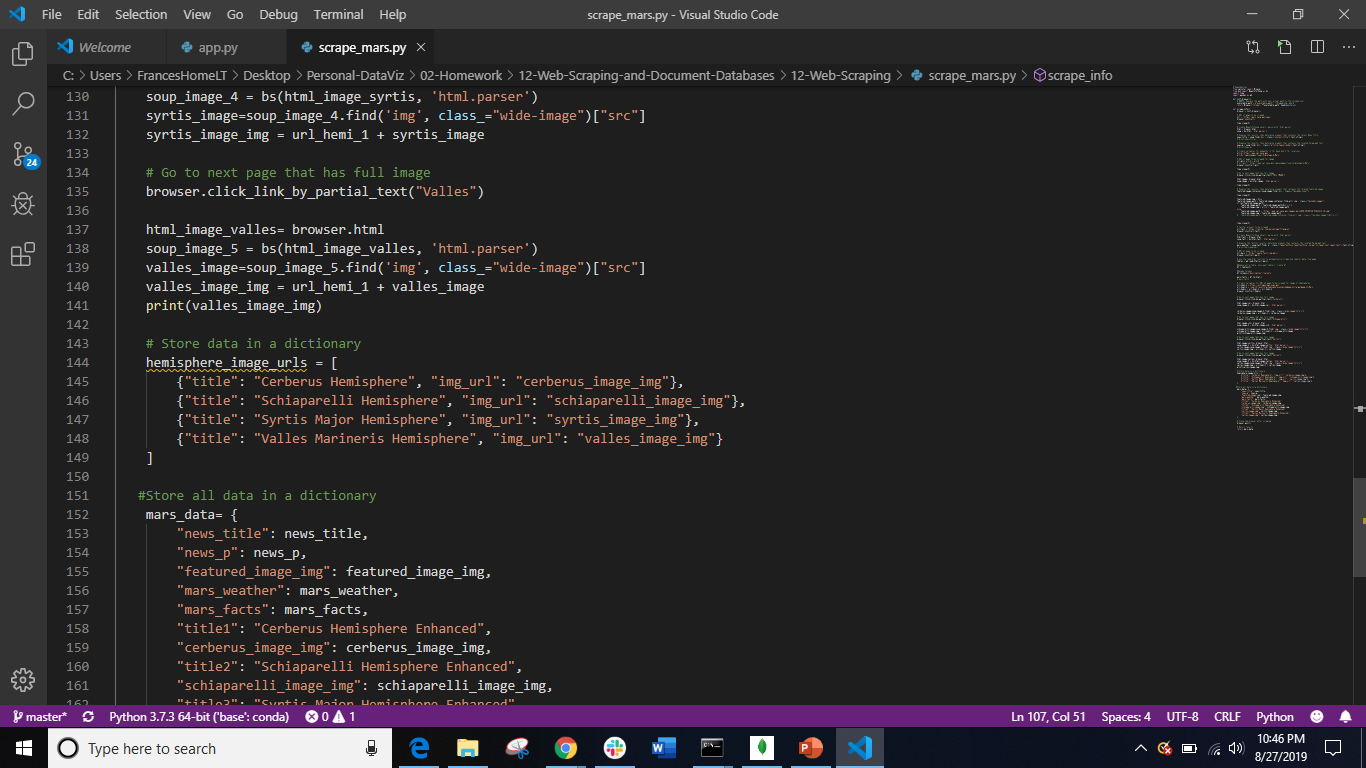 File Edit Selection View Go Debug Terminal Help scrape_mars.py - Visual Studio Code
Welcome app.py scrape_mars.py
C: > Users > FrancesHomeLT > Desktop > Personal-DataViz > 02-Homework > 12-Web-Scraping-and-Document-Databases > 12-Web-Scraping > scrape_mars.py > scrape_info
130 soup_image_4 = bs(html_image_syrtis, 'html.parser')
131 syrtis_image=soup_image_4.find('img', class_="wide-image")["src"]
132 syrtis_image_img = url_hemi_1 + syrtis_image
133
134 # Go to next page that has full image
135 browser.click_link_by_partial_text("Valles")
136
137 html_image_valles= browser.html
138 soup_image_5 = bs(html_image_valles, 'html.parser')
139 valles_image=soup_image_5.find('img', class_="wide-image")["src"]
140 valles_image_img = url_hemi_1 + valles_image
141 print(valles_image_img)
142
143 # Store data in a dictionary
144 hemisphere_image_urls = [
145 {"title": "Cerberus Hemisphere", "img_url": "cerberus_image_img"},
146 {"title": "Schiaparelli Hemisphere", "img_url": "schiaparelli_image_img"},
147 {"title": "Syrtis Major Hemisphere", "img_url": "syrtis_image_img"},
148 {"title": "Valles Marineris Hemisphere", "img_url": "valles_image_img"}
149 ]
150
151 #Store all data in a dictionary
152 mars_data= {
153 "news_title": news_title,
154 "news_p": news_p,
155 "featured_image_img": featured_image_img,
156 "mars_weather": mars_weather,
157 "mars_facts": mars_facts,
158 "title1": "Cerberus Hemisphere Enhanced",
159 "cerberus_image_img": cerberus_image_img,
160 "title2": "Schiaparelli Hemisphere Enhanced",
161 "schiaparelli_image_img": schiaparelli_image_img,
162 "title3": "Syrtis Major Hemisphere Enhanced"
24
master* Python 3.7.3 64-bit ('base': conda) 0 1 Ln 107, Col 51 Spaces: 4 UTF-8 CRLF Python
Type here to search
10:46 PM
8/27/2019